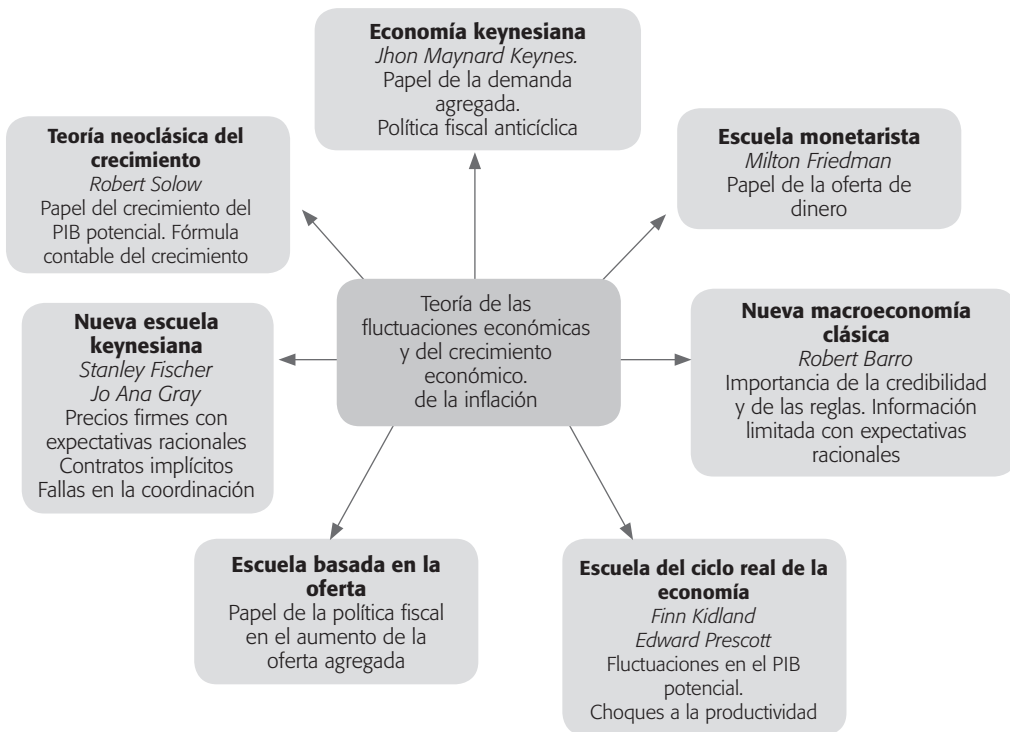 Economía keynesiana
Jhon Maynard Keynes.
Papel de la demanda
agregada.
Política fiscal anticíclica
Teoría neoclásica del
crecimiento
Robert Solow
Papel del crecimiento del
PIB potencial. Fórmula
contable del crecimiento
Escuela monetarista
Milton Friedman
Papel de la oferta de
dinero
Teoría de las
fluctuaciones económicas
y del crecimiento
económico.
de la inflación
Nueva escuela
keynesiana
Stanley Fischer
Jo Ana Gray
Precios firmes con
expectativas racionales
Contratos implícitos
Fallas en la coordinación
Nueva macroeconomía
clásica
Robert Barro
Importancia de la credibilidad
y de las reglas. Información
limitada con expectativas
racionales
Escuela basada en la
oferta
Papel de la política fiscal
en el aumento de la
oferta agregada
Escuela del ciclo real de la
economía
Finn Kidland
Edward Prescott
Fluctuaciones en el PIB
potencial.
Choques a la productividad